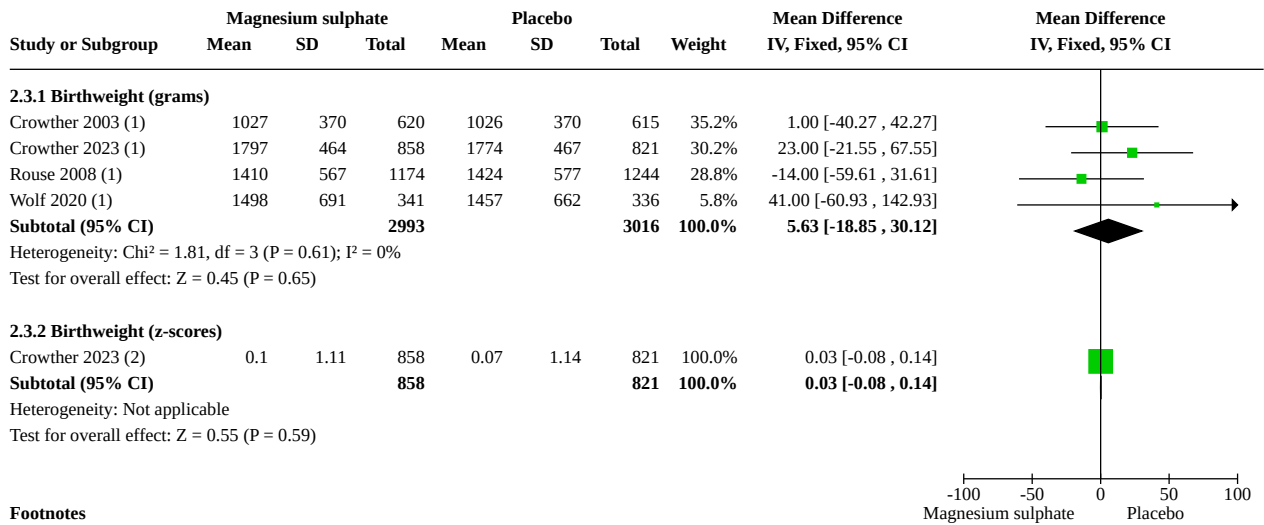 Magnesium sulphate Placebo Mean Difference Mean Difference
Study or Subgroup Mean SD Total Mean SD Total Weight IV, Fixed, 95% CI IV, Fixed, 95% CI
2.3.1 Birthweight (grams)
Crowther 2003 (1) 1027 370 620 1026 370 615 35.2% 1.00 [-40.27 , 42.27]
Crowther 2023 (1) 1797 464 858 1774 467 821 30.2% 23.00 [-21.55 , 67.55]
Rouse 2008 (1) 1410 567 1174 1424 577 1244 28.8% -14.00 [-59.61 , 31.61]
Wolf 2020 (1) 1498 691 341 1457 662 336 5.8% 41.00 [-60.93 , 142.93]
Subtotal (95% CI) 2993 3016 100.0% 5.63 [-18.85 , 30.12]
Heterogeneity: Chi² = 1.81, df = 3 (P = 0.61); I² = 0%
Test for overall effect: Z = 0.45 (P = 0.65)
2.3.2 Birthweight (z-scores)
Crowther 2023 (2) 0.1 1.11 858 0.07 1.14 821 100.0% 0.03 [-0.08 , 0.14]
Subtotal (95% CI) 858 821 100.0% 0.03 [-0.08 , 0.14]
Heterogeneity: Not applicable
Test for overall effect: Z = 0.55 (P = 0.59)
-100 -50 0 50 100
Footnotes Magnesium sulphate Placebo